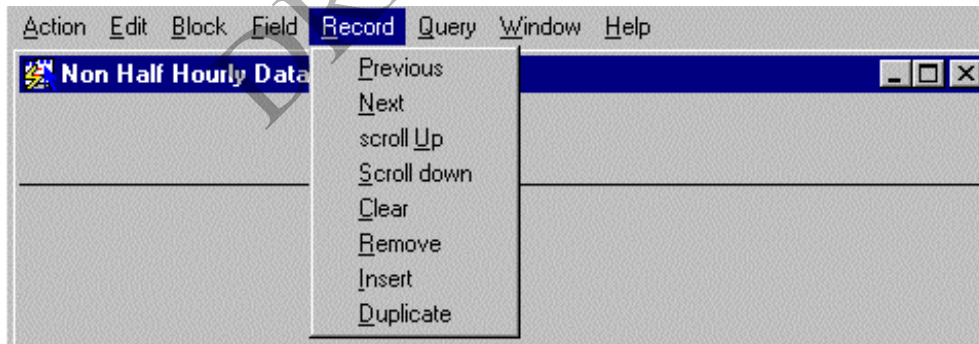 Action Edit Block Field Record Query Window Help
Non Half Hourly Data
Previous
Next
scroll Up
Scroll down
Clear
Remove
Insert
Duplicate